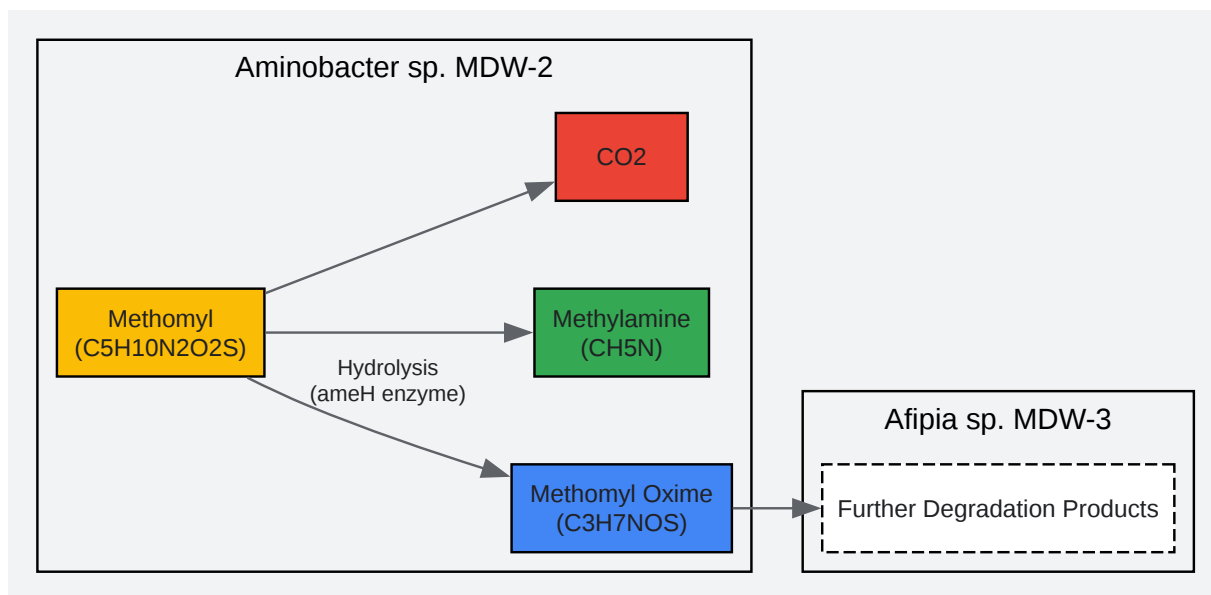 Aminobacter sp. MDW-2
CO2
Methomyl
(C5H10N2O2S)
Methylamine
(CH5N)
Hydrolysis
(ameH enzyme)
Methomyl Oxime
(C3H7NOS)
Afipia sp. MDW-3
Further Degradation Products